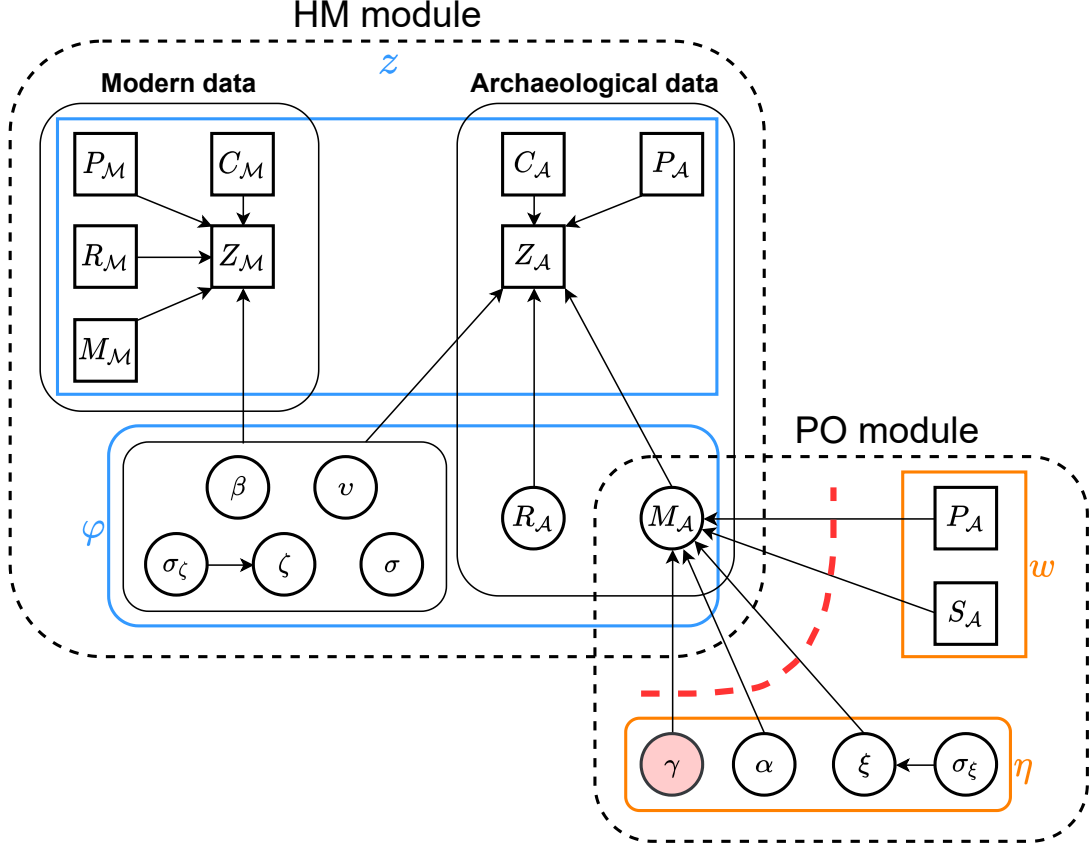 HM module
z
Modern data
Archaeological data
P_ℳ
C_ℳ
C_𝒜
P_𝒜
R_ℳ
Z_ℳ
Z_𝒜
M_ℳ
PO module
φ
β
υ
R_𝒜
M_𝒜
P_𝒜
σ_ζ
ζ
σ
w
S_𝒜
γ
α
ξ
σ_ξ
η